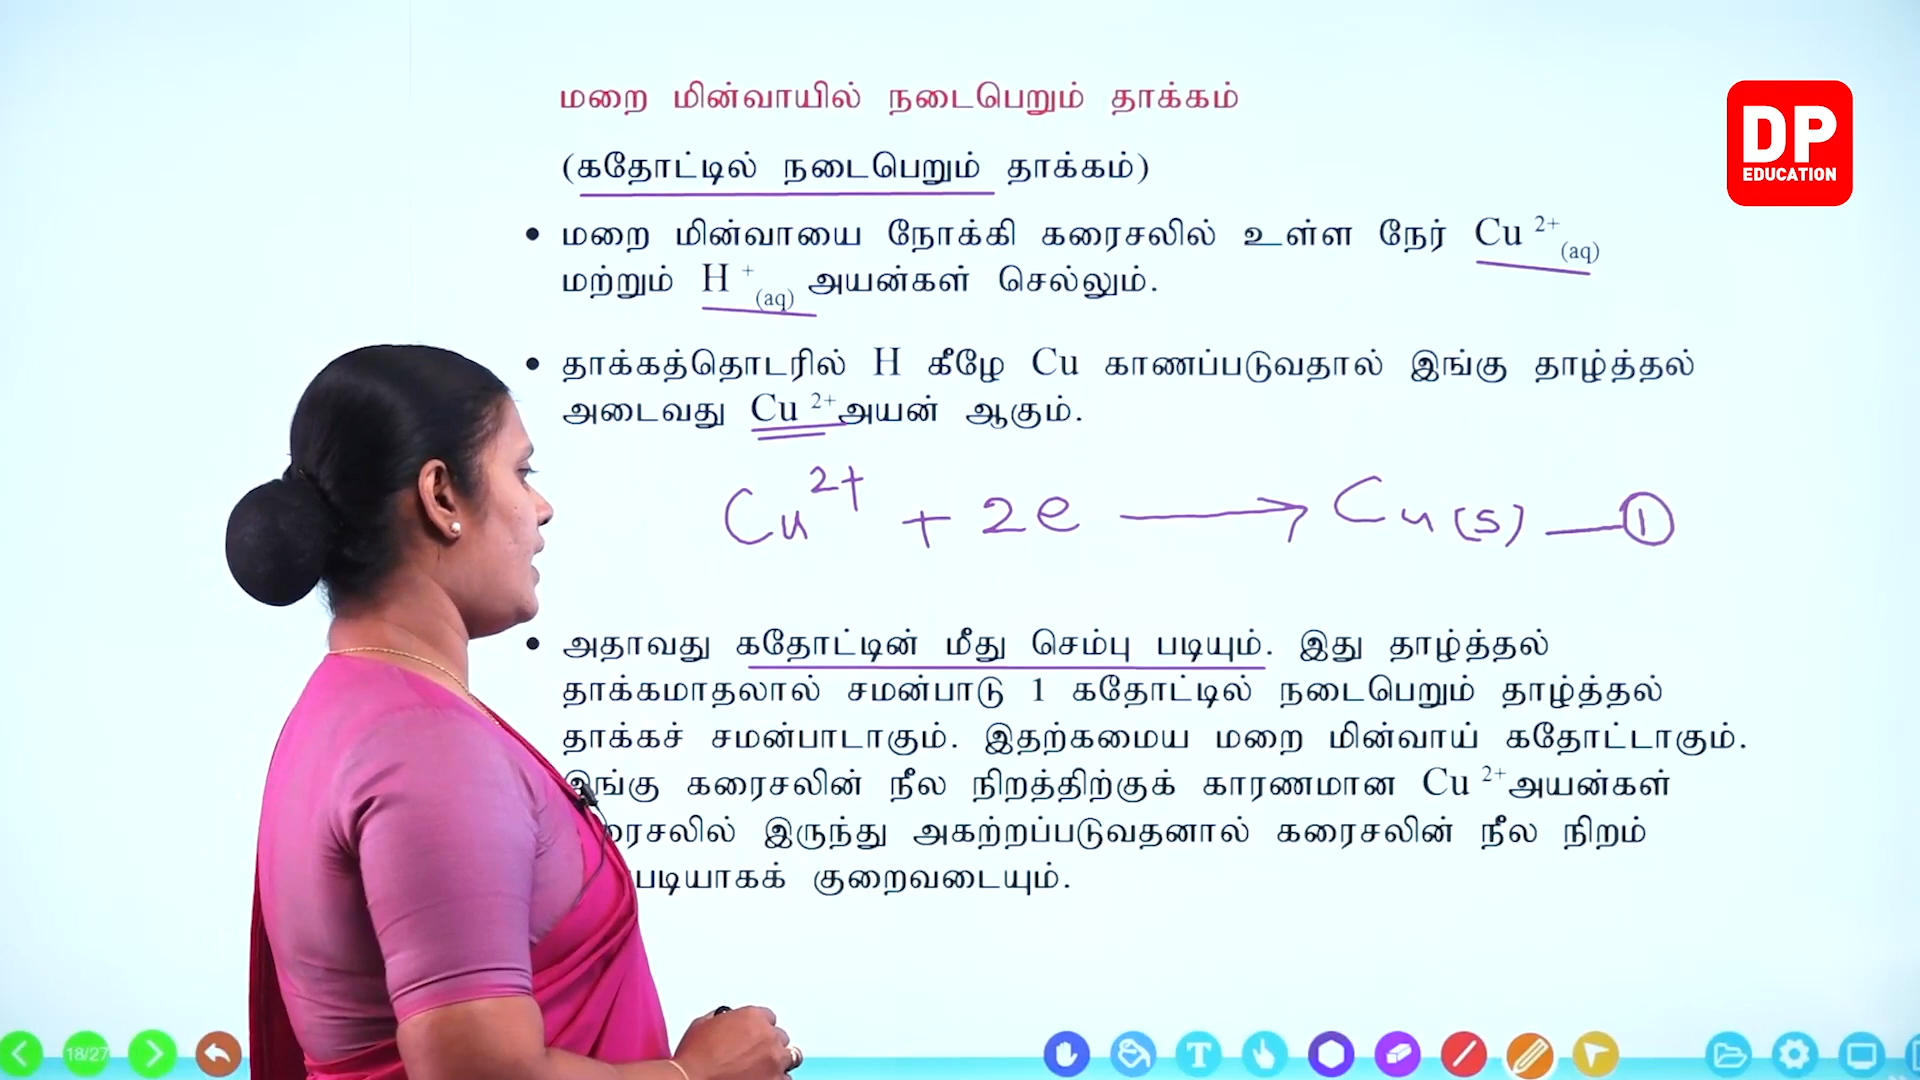 மறை மின்வாயில் நடைபெறும் தாக்கம்
(கதோட்டில் நடைபெறும் தாக்கம்)
DP
EDUCATION
• மறை மின்வாயை நோக்கி கரைசலில் உள்ள நேர் Cu ²⁺(aq)
மற்றும் H ⁺(aq) அயன்கள் செல்லும்.
• தாக்கத்தொடரில் H கீழே Cu காணப்படுவதால் இங்கு தாழ்த்தல்
அடைவது Cu ²⁺அயன் ஆகும்.
Cu²⁺ + 2e → Cu(s) — ①
• அதாவது கதோட்டின் மீது செம்பு படியும். இது தாழ்த்தல்
தாக்கமாதலால் சமன்பாடு 1 கதோட்டில் நடைபெறும் தாழ்த்தல்
தாக்கச் சமன்பாடாகும். இதற்கமைய மறை மின்வாய் கதோட்டாகும்.
இங்கு கரைசலின் நீல நிறத்திற்குக் காரணமான Cu ²⁺அயன்கள்
ரைசலில் இருந்து அகற்றப்படுவதனால் கரைசலின் நீல நிறம்
படியாகக் குறைவடையும்.
18/27